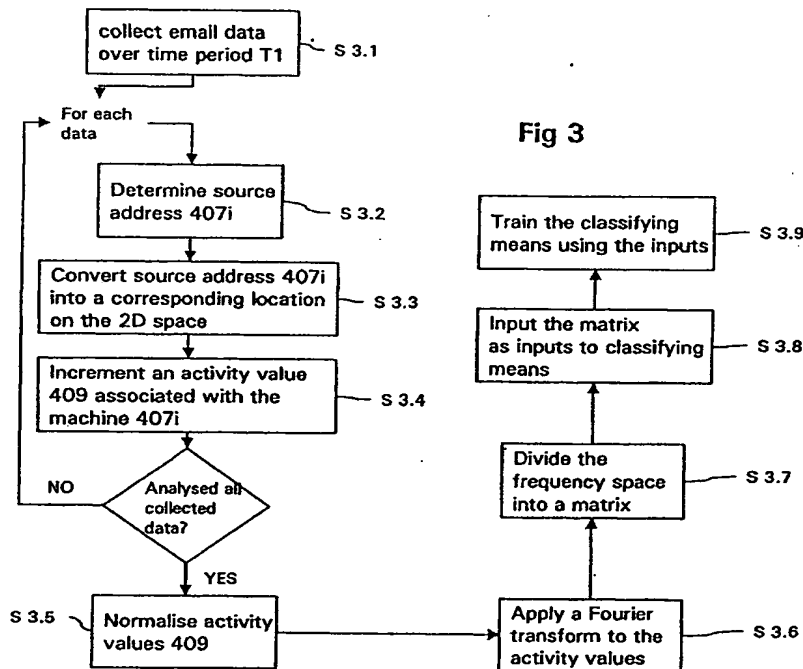 collect email data
over time period T1
S 3.1
For each
data
Fig 3
Determine source
address 407i
S 3.2
Convert source address 407i
into a corresponding location
on the 2D space
S 3.3
Increment an activity value
409 associated with the
machine 407i
S 3.4
NO
Analysed all
collected
data?
YES
S 3.5
Normalise activity
values 409
Apply a Fourier
transform to the
activity values
S 3.6
Divide the
frequency space
into a matrix
S 3.7
Input the matrix
as inputs to classifying
means
S 3.8
Train the classifying
means using the inputs
S 3.9